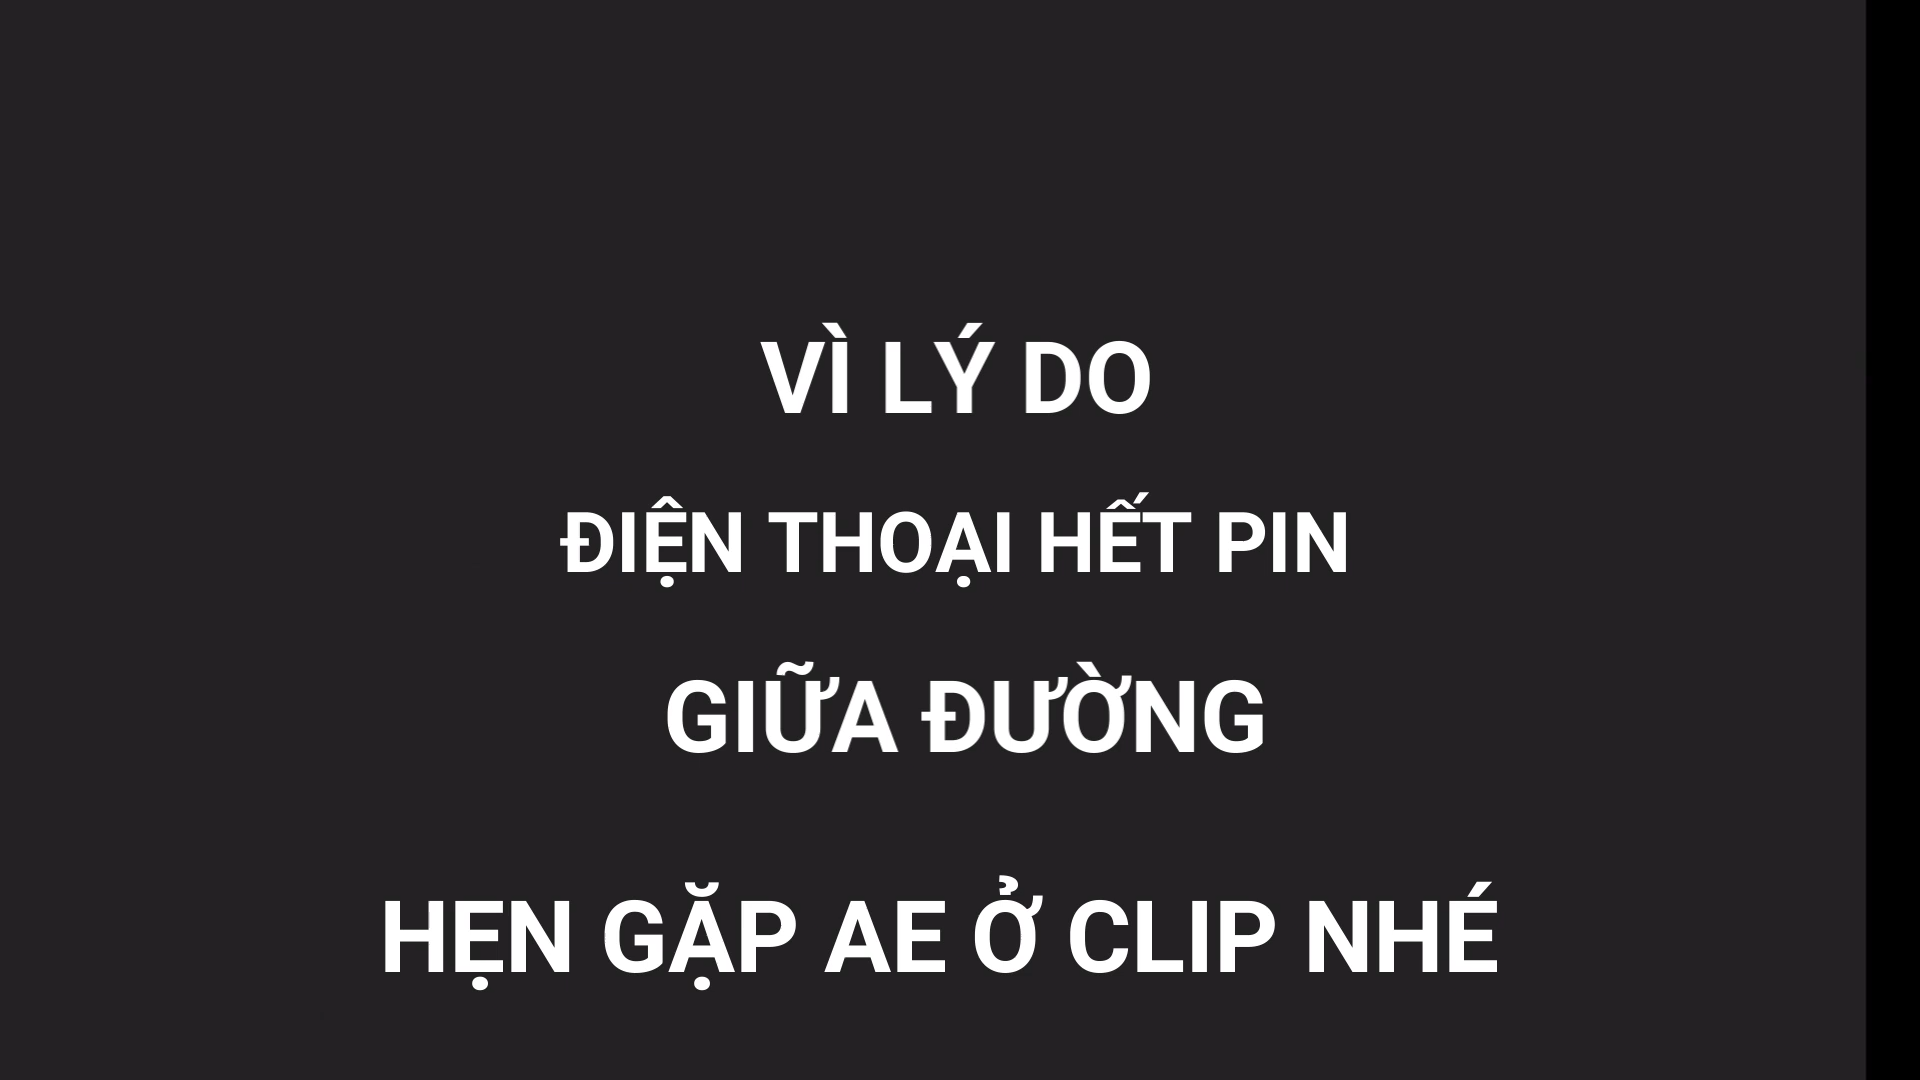 VÌ LÝ DO
ĐIỆN THOẠI HẾT PIN
GIỮA ĐƯỜNG
HẸN GẶP AE Ở CLIP NHÉ